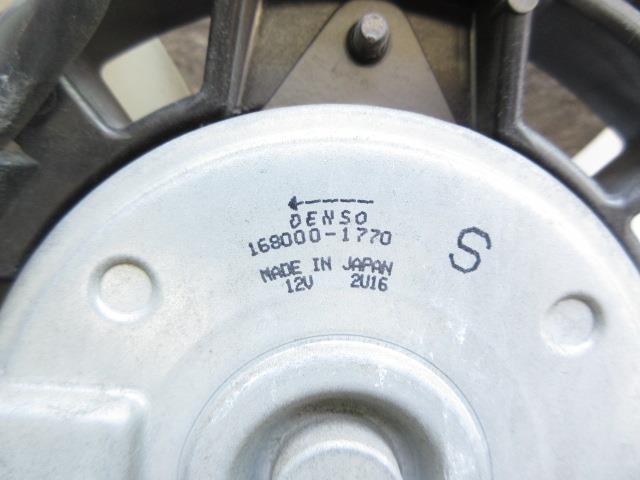 DENSO
168000-1770
S
MADE IN JAPAN
12V 2U16